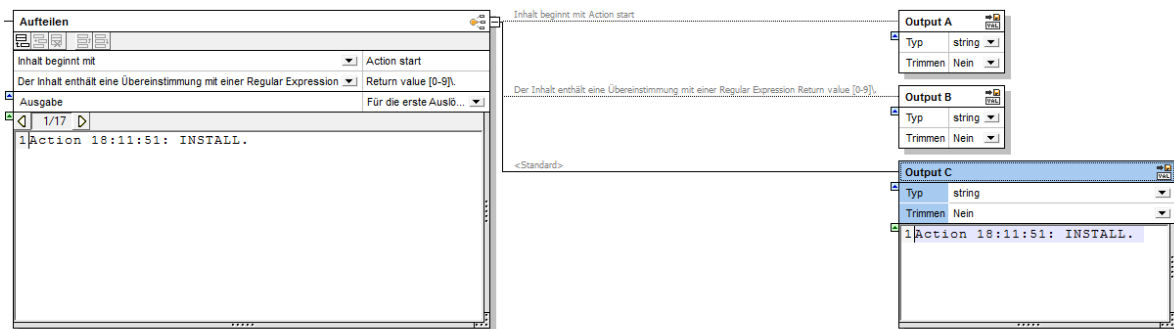 Aufteilen
Inhalt beginnt mit Action start
Der Inhalt enthält eine Übereinstimmung mit einer Regular Expression Return value [0-9]\.
Ausgabe Für die erste Auslö...
1/17
1 Action 18:11:51: INSTALL.
Inhalt beginnt mit Action start
Output A
VAL
Typ string
Trimmen Nein
Der Inhalt enthält eine Übereinstimmung mit einer Regular Expression Return value [0-9]\.
Output B
VAL
Typ string
Trimmen Nein
<Standard>
Output C
VAL
Typ string
Trimmen Nein
1 Action 18:11:51: INSTALL.